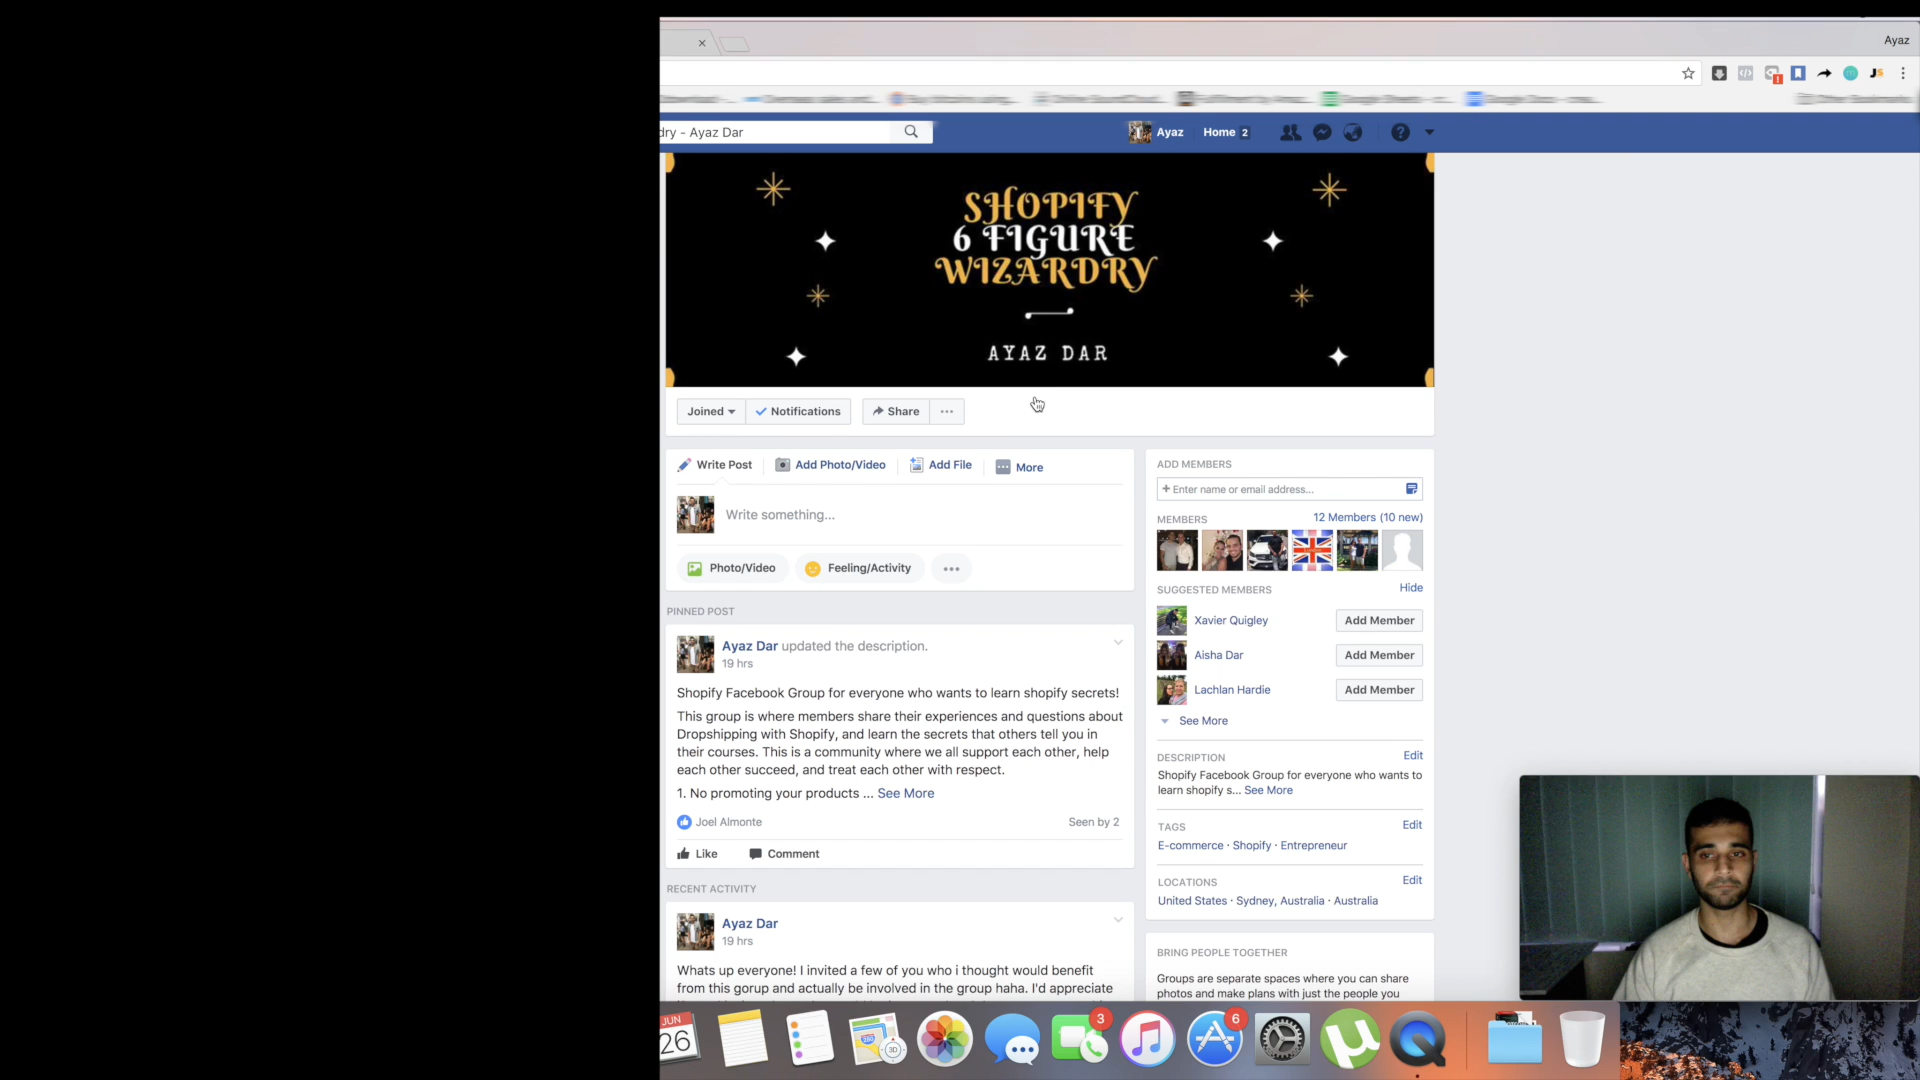 Ayaz
dry - Ayaz Dar
Ayaz
Home 2
SHOPIFY
6 FIGURE
WIZARDRY
AYAZ DAR
Joined
Notifications
Share
Write Post
Add Photo/Video
Add File
More
Write something...
Photo/Video
Feeling/Activity
PINNED POST
Ayaz Dar updated the description.
19 hrs
Shopify Facebook Group for everyone who wants to learn shopify secrets!
This group is where members share their experiences and questions about
Dropshipping with Shopify, and learn the secrets that others tell you in
their courses. This is a community where we all support each other, help
each other succeed, and treat each other with respect.
1. No promoting your products ... See More
Joel Almonte
Seen by 2
Like
Comment
RECENT ACTIVITY
Ayaz Dar
19 hrs
Whats up everyone! I invited a few of you who i thought would benefit
from this gorup and actually be involved in the group haha. I'd appreciate
ADD MEMBERS
+ Enter name or email address...
MEMBERS
12 Members (10 new)
SUGGESTED MEMBERS
Hide
Xavier Quigley
Add Member
Aisha Dar
Add Member
Lachlan Hardie
Add Member
See More
DESCRIPTION
Edit
Shopify Facebook Group for everyone who wants to
learn shopify s... See More
TAGS
Edit
E-commerce · Shopify · Entrepreneur
LOCATIONS
Edit
United States · Sydney, Australia · Australia
BRING PEOPLE TOGETHER
Groups are separate spaces where you can share
photos and make plans with just the people you
JUN
26
280
3D
3
6